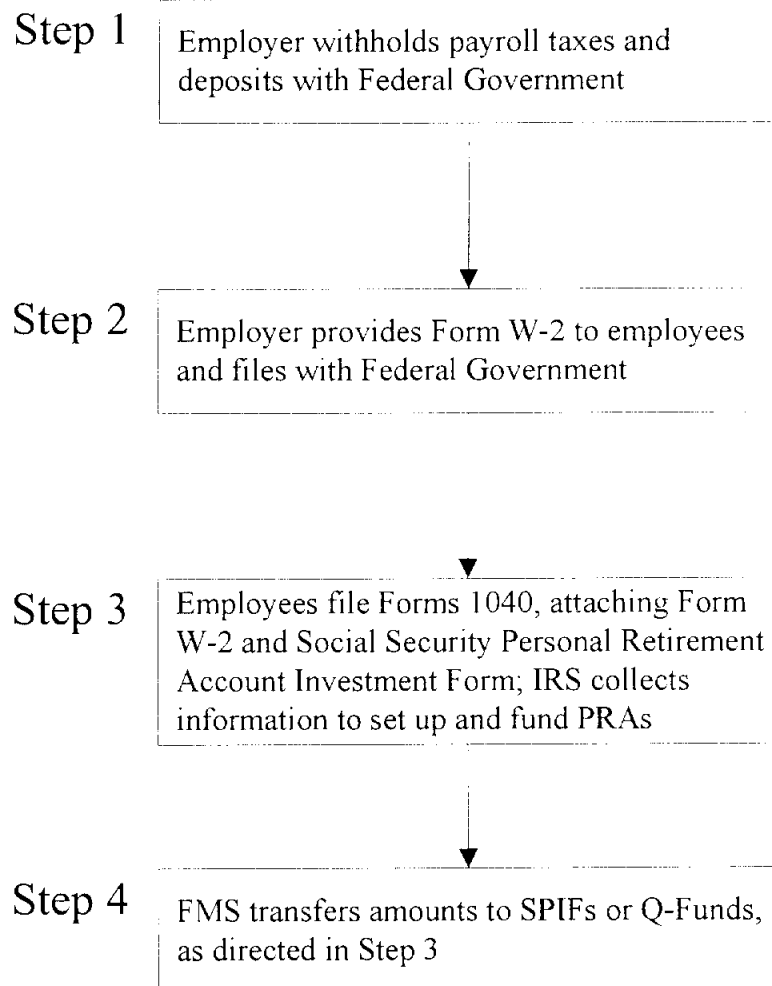 Step 1
Employer withholds payroll taxes and
deposits with Federal Government
Step 2
Employer provides Form W-2 to employees
and files with Federal Government
Step 3
Employees file Forms 1040, attaching Form
W-2 and Social Security Personal Retirement
Account Investment Form; IRS collects
information to set up and fund PRAs
Step 4
FMS transfers amounts to SPIFs or Q-Funds,
as directed in Step 3